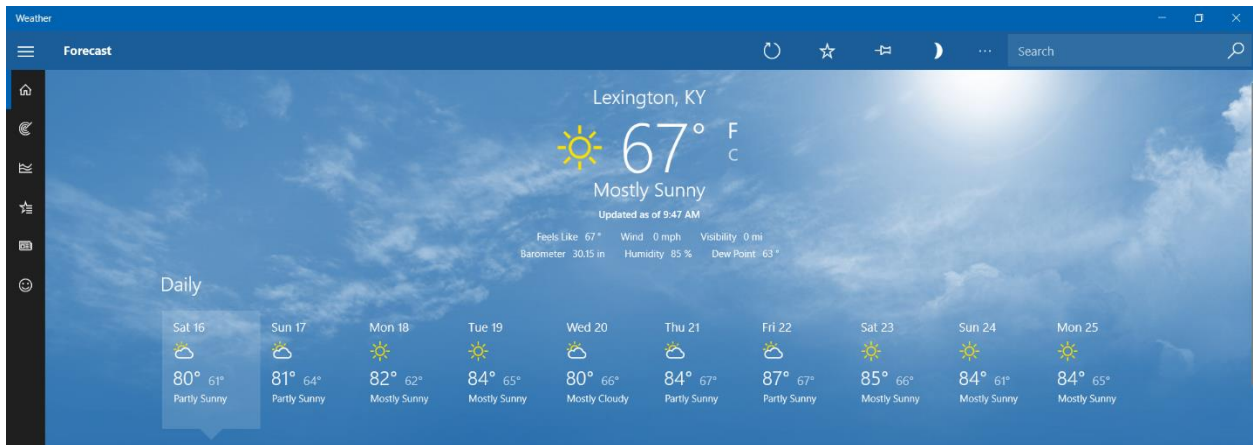 Weather
Forecast
Search
Lexington, KY
67° F
C
Mostly Sunny
Updated as of 9:47 AM
Feels Like 67° Wind 0 mph Visibility 0 mi
Barometer 30.15 in Humidity 85 % Dew Point 63°
Daily
Sat 16 Sun 17 Mon 18 Tue 19 Wed 20 Thu 21 Fri 22 Sat 23 Sun 24 Mon 25
80° 61° 81° 64° 82° 62° 84° 65° 80° 66° 84° 67° 87° 67° 85° 66° 84° 61° 84° 65°
Partly Sunny Partly Sunny Mostly Sunny Mostly Sunny Mostly Cloudy Partly Sunny Partly Sunny Mostly Sunny Mostly Sunny Mostly Sunny